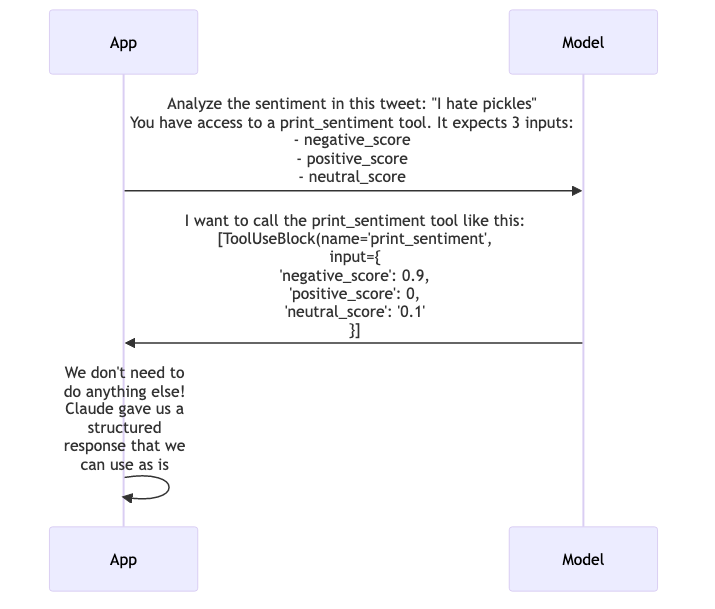 App
Model
Analyze the sentiment in this tweet: "I hate pickles"
You have access to a print_sentiment tool. It expects 3 inputs:
- negative_score
- positive_score
- neutral_score
I want to call the print_sentiment tool like this:
[ToolUseBlock(name='print_sentiment',
input={
'negative_score': 0.9,
'positive_score': 0,
'neutral_score': '0.1'
}]
We don't need to
do anything else!
Claude gave us a
structured
response that we
can use as is
App
Model